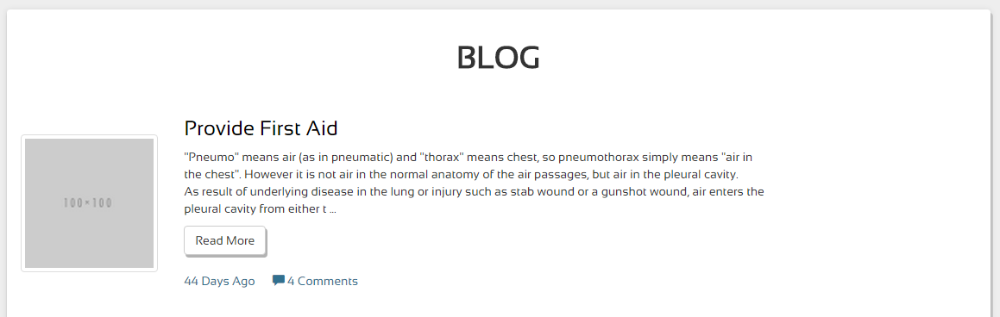 BLOG
Provide First Aid
"Pneumo" means air (as in pneumatic) and "thorax" means chest, so pneumothorax simply means "air in
the chest". However it is not air in the normal anatomy of the air passages, but air in the pleural cavity.
As result of underlying disease in the lung or injury such as stab wound or a gunshot wound, air enters the
pleural cavity from either t ...
100×100
Read More
44 Days Ago 4 Comments